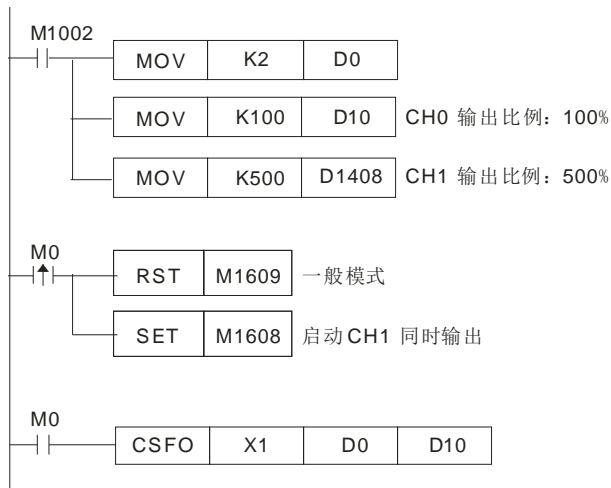 M1002
MOV K2 D0
MOV K100 D10 CH0 输出比例：100%
MOV K500 D1408 CH1 输出比例：500%
M0
RST M1609 一般模式
SET M1608 启动CH1 同时输出
M0
CSFO X1 D0 D10